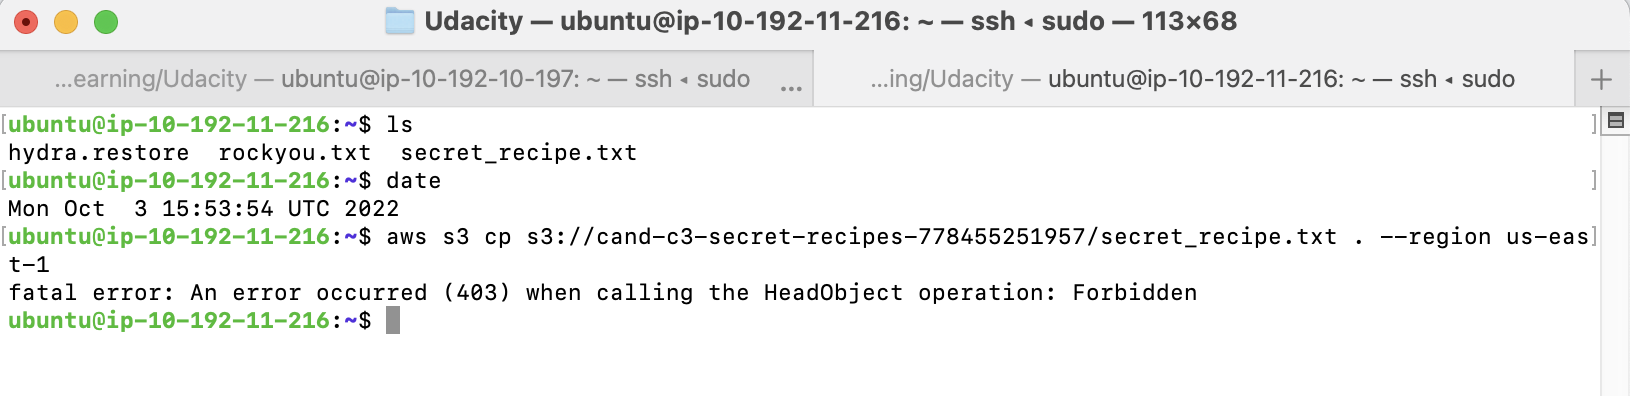 Udacity — ubuntu@ip-10-192-11-216: ~ — ssh ◂ sudo — 113×68
...earning/Udacity — ubuntu@ip-10-192-10-197: ~ — ssh ◂ sudo ...
...ing/Udacity — ubuntu@ip-10-192-11-216: ~ — ssh ◂ sudo +
[ubuntu@ip-10-192-11-216:~$ ls ]
hydra.restore  rockyou.txt  secret_recipe.txt
[ubuntu@ip-10-192-11-216:~$ date ]
Mon Oct  3 15:53:54 UTC 2022
[ubuntu@ip-10-192-11-216:~$ aws s3 cp s3://cand-c3-secret-recipes-778455251957/secret_recipe.txt . --region us-eas]
t-1
fatal error: An error occurred (403) when calling the HeadObject operation: Forbidden
ubuntu@ip-10-192-11-216:~$